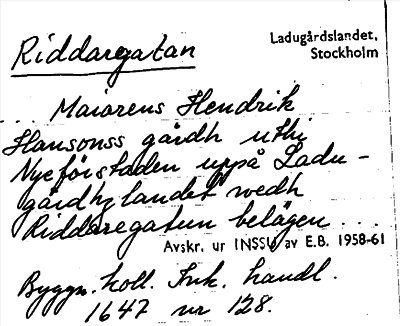 Riddaregatan
Ladugårdslandet,
Stockholm
... Maiorens Hendrik
Hansonss gårdh uthi
Nyeförstaden uppå Ladu-
gårdhzlandet wedh
Riddaregatun belägen ...
Avskr. ur INSSU av E.B. 1958-61
Byggn. koll. Ink. handl.
1647 nr 128.